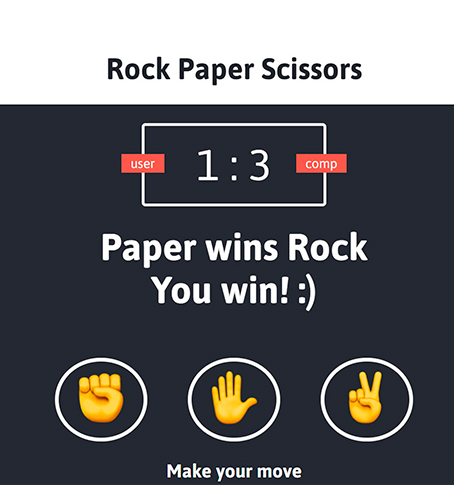 Rock Paper Scissors
user 1:3 comp
Paper wins Rock
You win! :)
Make your move